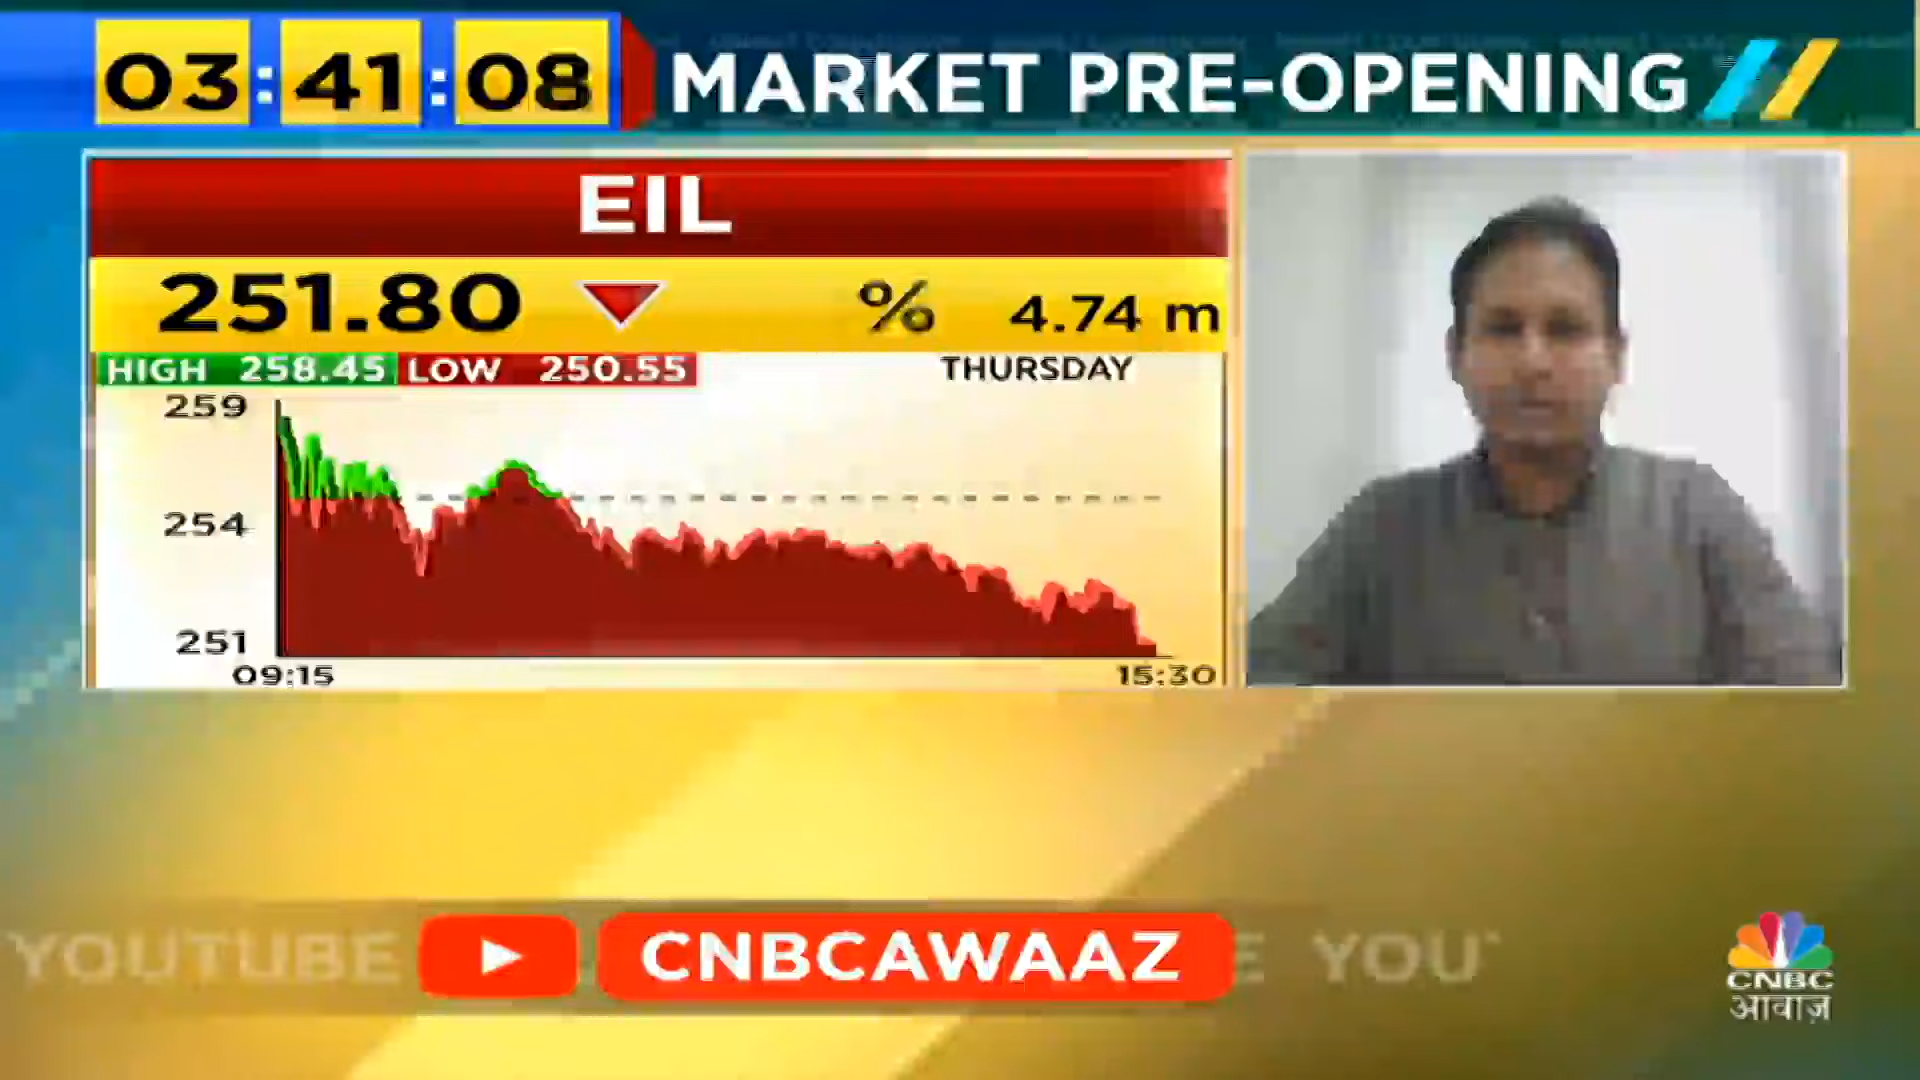 03:41:08 MARKET PRE-OPENING
EIL
251.80 % 4.74 m
HIGH 258.45 LOW 250.55 THURSDAY
259
254
251
09:15 15:30
YOUTUBE CNBCAWAAZ E YOU
CNBC
आवाज़